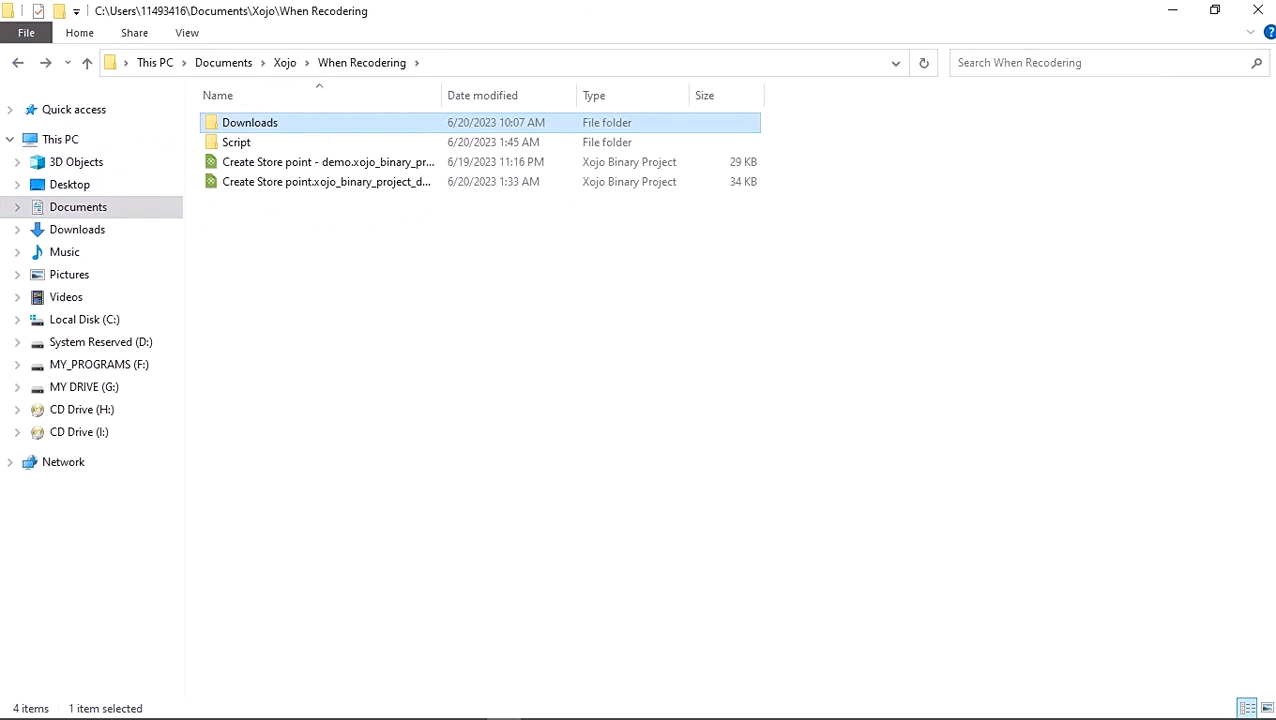 C:\Users\11493416\Documents\Xojo\When Recodering
File Home Share View
This PC Documents Xojo When Recodering
Search When Recodering
Name Date modified Type Size
Quick access
This PC
3D Objects
Desktop
Documents
Downloads
Music
Pictures
Videos
Local Disk (C:)
System Reserved (D:)
MY_PROGRAMS (F:)
MY DRIVE (G:)
CD Drive (H:)
CD Drive (I:)
Network
Downloads 6/20/2023 10:07 AM File folder
Script 6/20/2023 1:45 AM File folder
Create Store point - demo.xojo_binary_pr... 6/19/2023 11:16 PM Xojo Binary Project 29 KB
Create Store point.xojo_binary_project_d... 6/20/2023 1:33 AM Xojo Binary Project 34 KB
4 items 1 item selected